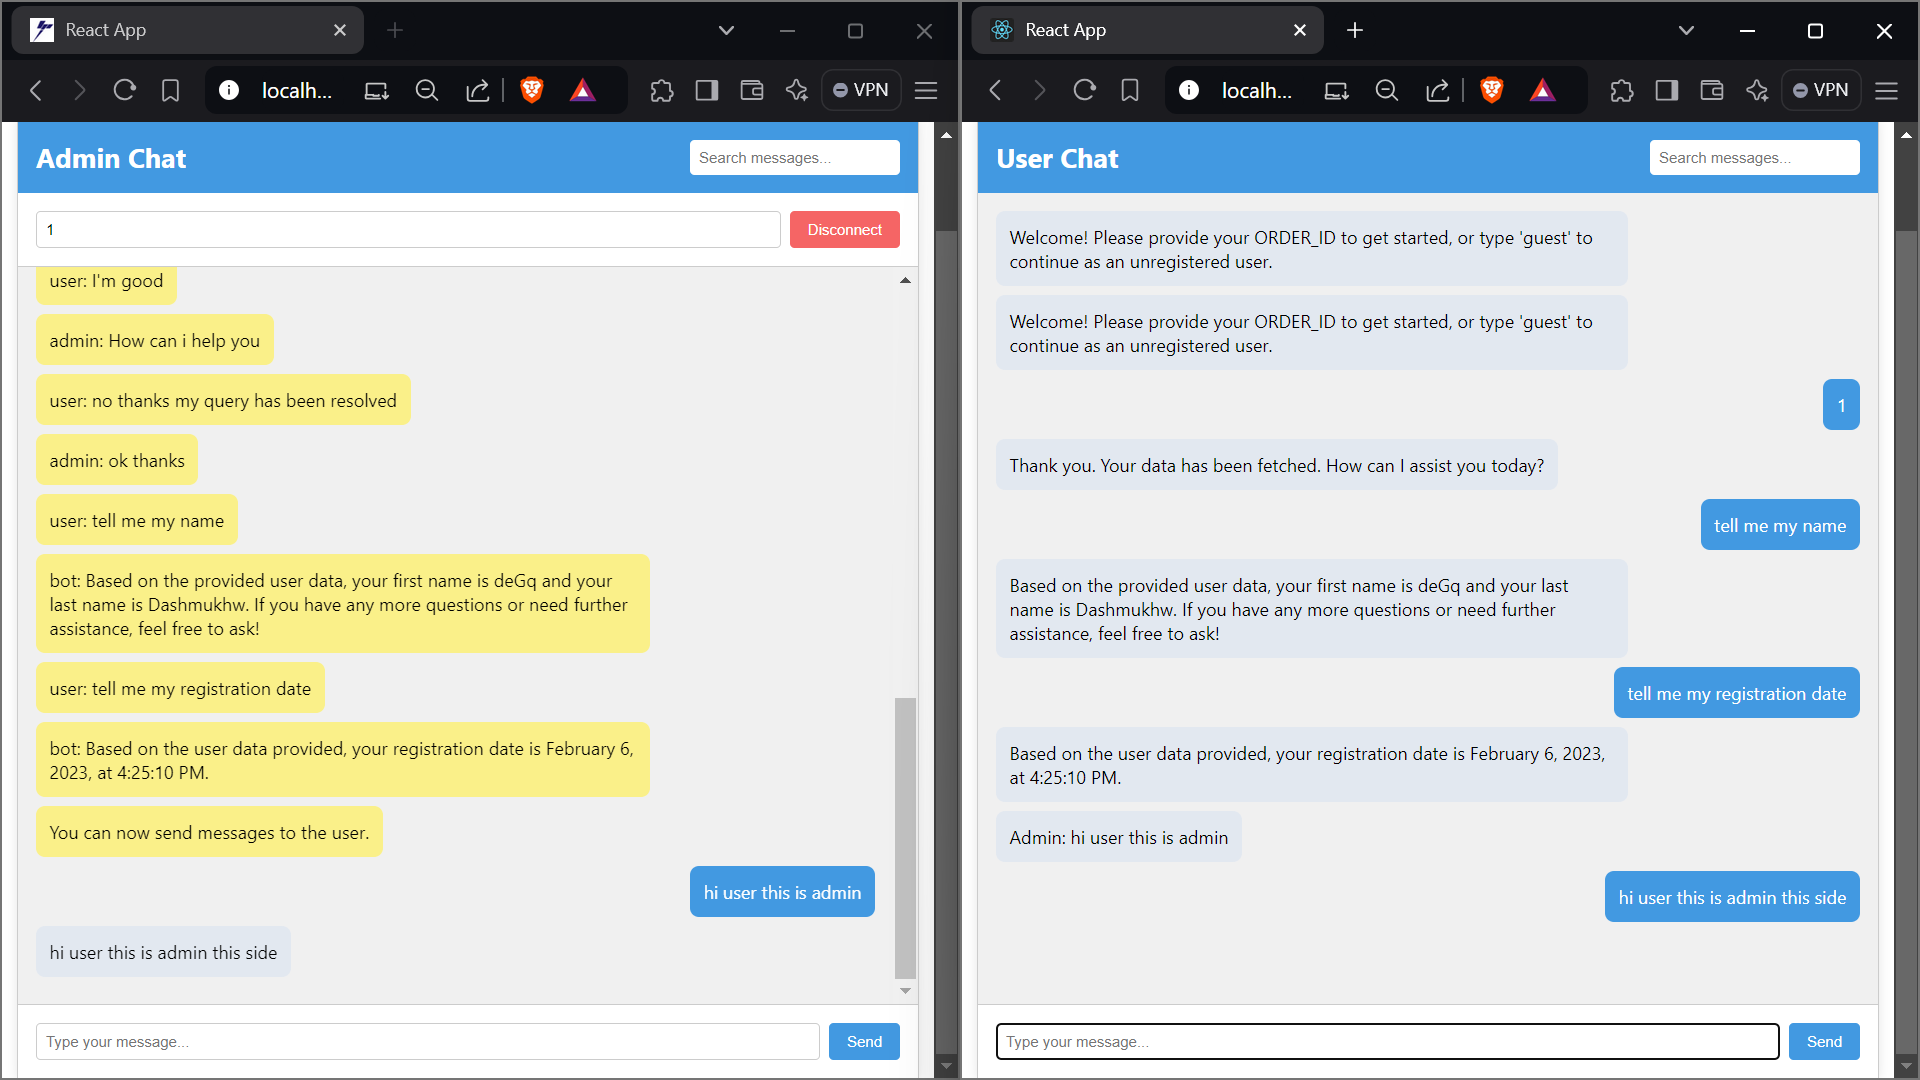 React App
localh...
VPN
Admin Chat
Search messages...
1
Disconnect
user: I'm good
admin: How can i help you
user: no thanks my query has been resolved
admin: ok thanks
user: tell me my name
bot: Based on the provided user data, your first name is deGq and your
last name is Dashmukhw. If you have any more questions or need further
assistance, feel free to ask!
user: tell me my registration date
bot: Based on the user data provided, your registration date is February 6,
2023, at 4:25:10 PM.
You can now send messages to the user.
hi user this is admin
hi user this is admin this side
Type your message...
Send
React App
localh...
VPN
User Chat
Search messages...
Welcome! Please provide your ORDER_ID to get started, or type 'guest' to
continue as an unregistered user.
Welcome! Please provide your ORDER_ID to get started, or type 'guest' to
continue as an unregistered user.
1
Thank you. Your data has been fetched. How can I assist you today?
tell me my name
Based on the provided user data, your first name is deGq and your last
name is Dashmukhw. If you have any more questions or need further
assistance, feel free to ask!
tell me my registration date
Based on the user data provided, your registration date is February 6, 2023,
at 4:25:10 PM.
Admin: hi user this is admin
hi user this is admin this side
Type your message...
Send